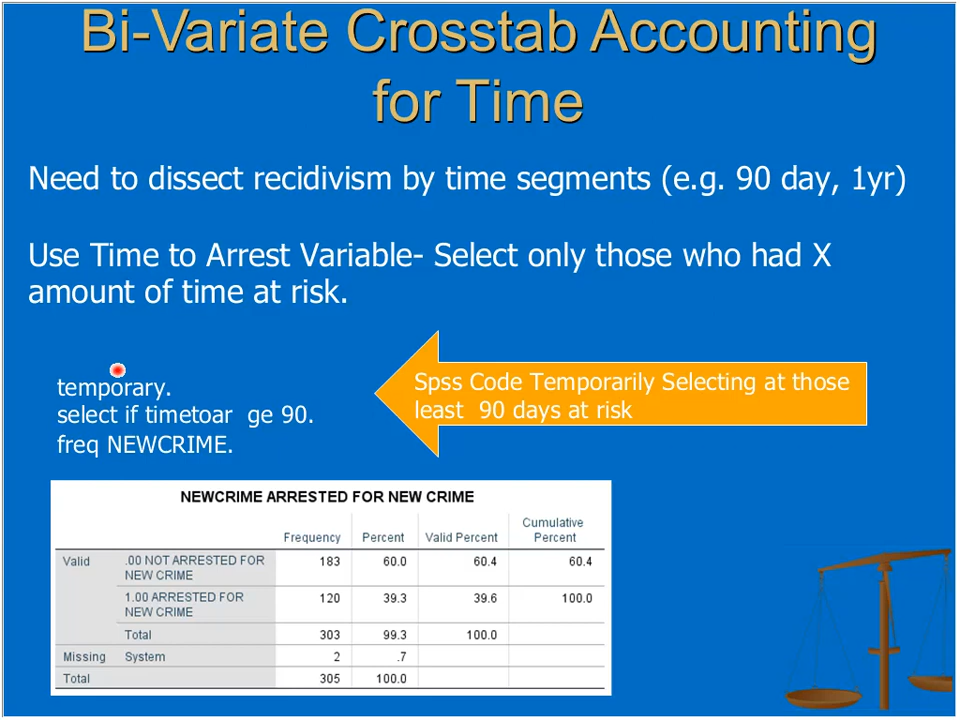 Bi-Variate Crosstab Accounting
for Time
Need to dissect recidivism by time segments (e.g. 90 day, 1yr)
Use Time to Arrest Variable- Select only those who had X
amount of time at risk.
temporary.
select if timetoar  ge 90.
freq NEWCRIME.
Spss Code Temporarily Selecting at those
least  90 days at risk
NEWCRIME ARRESTED FOR NEW CRIME
Frequency Percent Valid Percent Cumulative Percent
Valid .00 NOT ARRESTED FOR NEW CRIME 183 60.0 60.4 60.4
1.00 ARRESTED FOR NEW CRIME 120 39.3 39.6 100.0
Total 303 99.3 100.0
Missing System 2 .7
Total 305 100.0